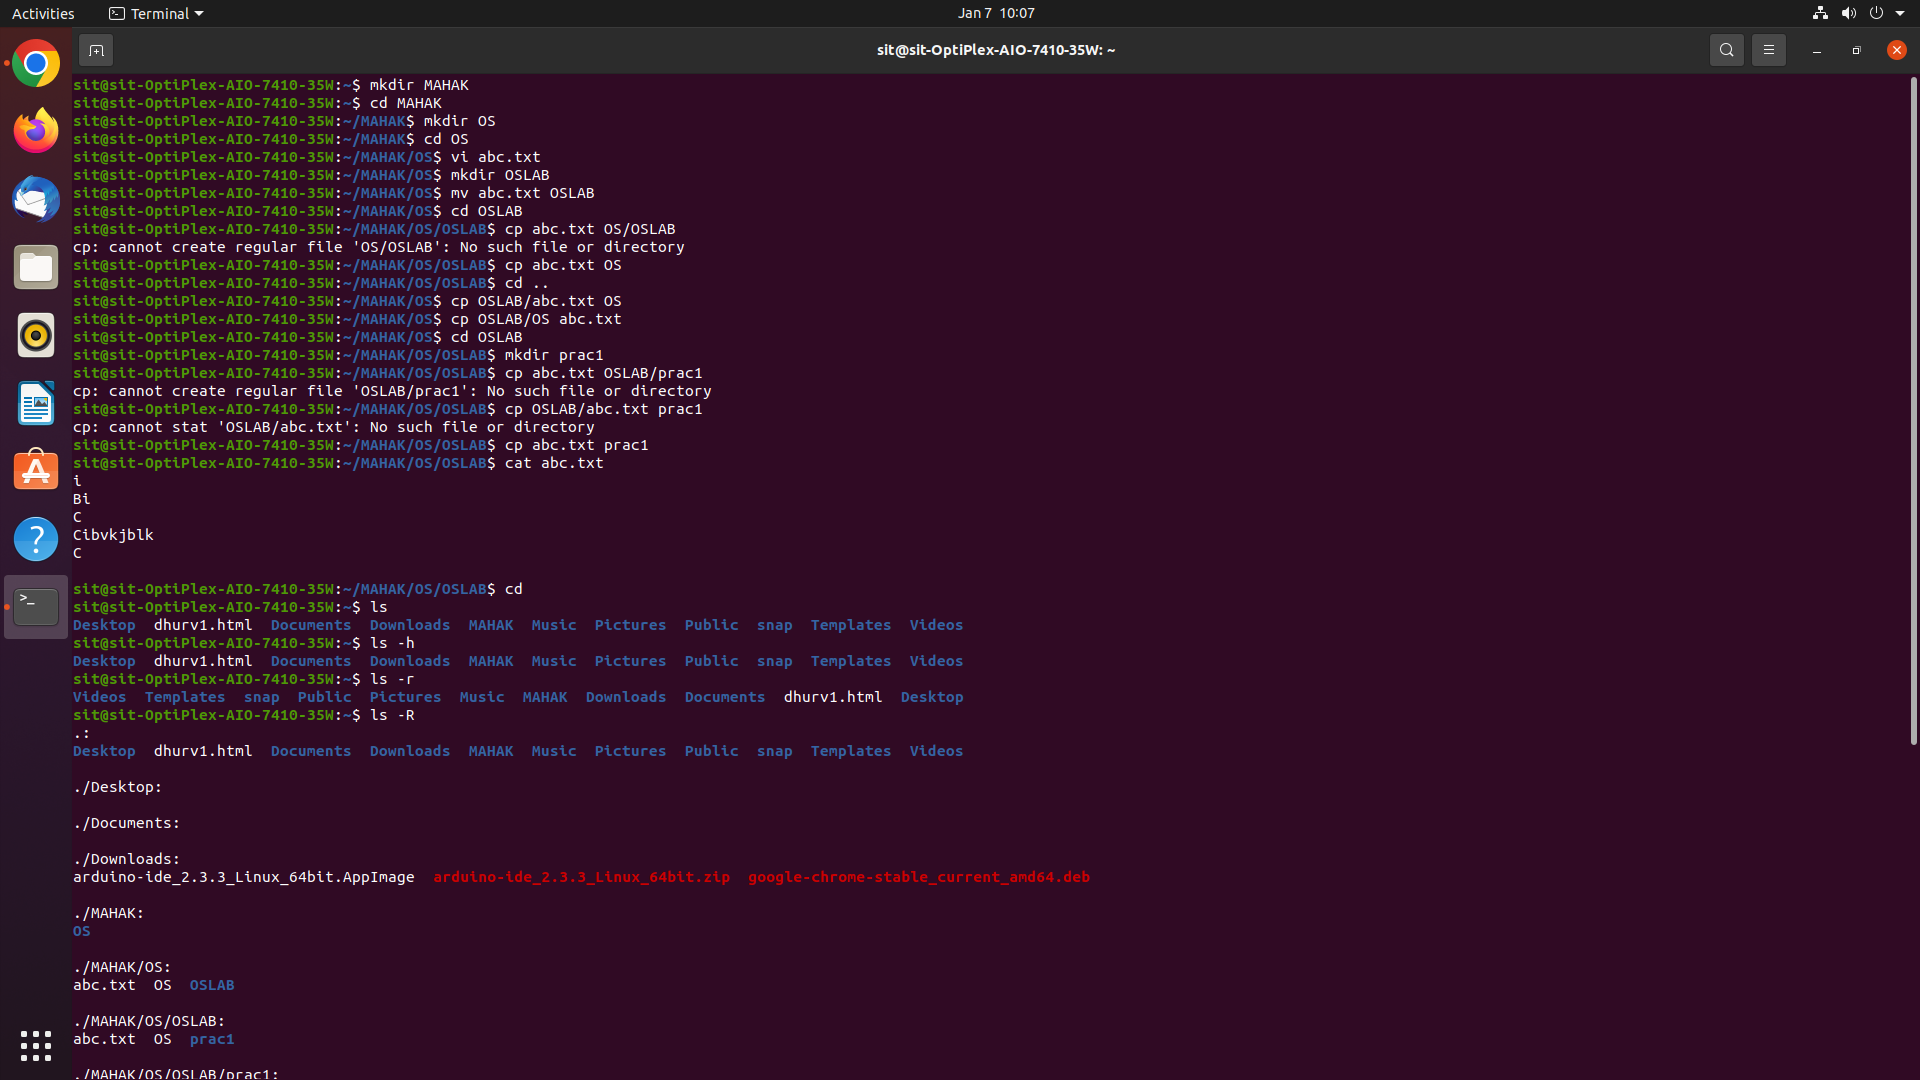 Activities Terminal Jan 7 10:07
sit@sit-OptiPlex-AIO-7410-35W: ~
sit@sit-OptiPlex-AIO-7410-35W:~$ mkdir MAHAK
sit@sit-OptiPlex-AIO-7410-35W:~$ cd MAHAK
sit@sit-OptiPlex-AIO-7410-35W:~/MAHAK$ mkdir OS
sit@sit-OptiPlex-AIO-7410-35W:~/MAHAK$ cd OS
sit@sit-OptiPlex-AIO-7410-35W:~/MAHAK/OS$ vi abc.txt
sit@sit-OptiPlex-AIO-7410-35W:~/MAHAK/OS$ mkdir OSLAB
sit@sit-OptiPlex-AIO-7410-35W:~/MAHAK/OS$ mv abc.txt OSLAB
sit@sit-OptiPlex-AIO-7410-35W:~/MAHAK/OS$ cd OSLAB
sit@sit-OptiPlex-AIO-7410-35W:~/MAHAK/OS/OSLAB$ cp abc.txt OS/OSLAB
cp: cannot create regular file 'OS/OSLAB': No such file or directory
sit@sit-OptiPlex-AIO-7410-35W:~/MAHAK/OS/OSLAB$ cp abc.txt OS
sit@sit-OptiPlex-AIO-7410-35W:~/MAHAK/OS/OSLAB$ cd ..
sit@sit-OptiPlex-AIO-7410-35W:~/MAHAK/OS$ cp OSLAB/abc.txt OS
sit@sit-OptiPlex-AIO-7410-35W:~/MAHAK/OS$ cp OSLAB/OS abc.txt
sit@sit-OptiPlex-AIO-7410-35W:~/MAHAK/OS$ cd OSLAB
sit@sit-OptiPlex-AIO-7410-35W:~/MAHAK/OS/OSLAB$ mkdir prac1
sit@sit-OptiPlex-AIO-7410-35W:~/MAHAK/OS/OSLAB$ cp abc.txt OSLAB/prac1
cp: cannot create regular file 'OSLAB/prac1': No such file or directory
sit@sit-OptiPlex-AIO-7410-35W:~/MAHAK/OS/OSLAB$ cp OSLAB/abc.txt prac1
cp: cannot stat 'OSLAB/abc.txt': No such file or directory
sit@sit-OptiPlex-AIO-7410-35W:~/MAHAK/OS/OSLAB$ cp abc.txt prac1
sit@sit-OptiPlex-AIO-7410-35W:~/MAHAK/OS/OSLAB$ cat abc.txt
i
Bi
C
Cibvkjblk
C
sit@sit-OptiPlex-AIO-7410-35W:~/MAHAK/OS/OSLAB$ cd
sit@sit-OptiPlex-AIO-7410-35W:~$ ls
Desktop dhurv1.html Documents Downloads MAHAK Music Pictures Public snap Templates Videos
sit@sit-OptiPlex-AIO-7410-35W:~$ ls -h
Desktop dhurv1.html Documents Downloads MAHAK Music Pictures Public snap Templates Videos
sit@sit-OptiPlex-AIO-7410-35W:~$ ls -r
Videos Templates snap Public Pictures Music MAHAK Downloads Documents dhurv1.html Desktop
sit@sit-OptiPlex-AIO-7410-35W:~$ ls -R
.:
Desktop dhurv1.html Documents Downloads MAHAK Music Pictures Public snap Templates Videos
./Desktop:
./Documents:
./Downloads:
arduino-ide_2.3.3_Linux_64bit.AppImage arduino-ide_2.3.3_Linux_64bit.zip google-chrome-stable_current_amd64.deb
./MAHAK:
OS
./MAHAK/OS:
abc.txt OS OSLAB
./MAHAK/OS/OSLAB:
abc.txt OS prac1
./MAHAK/OS/OSLAB/prac1: